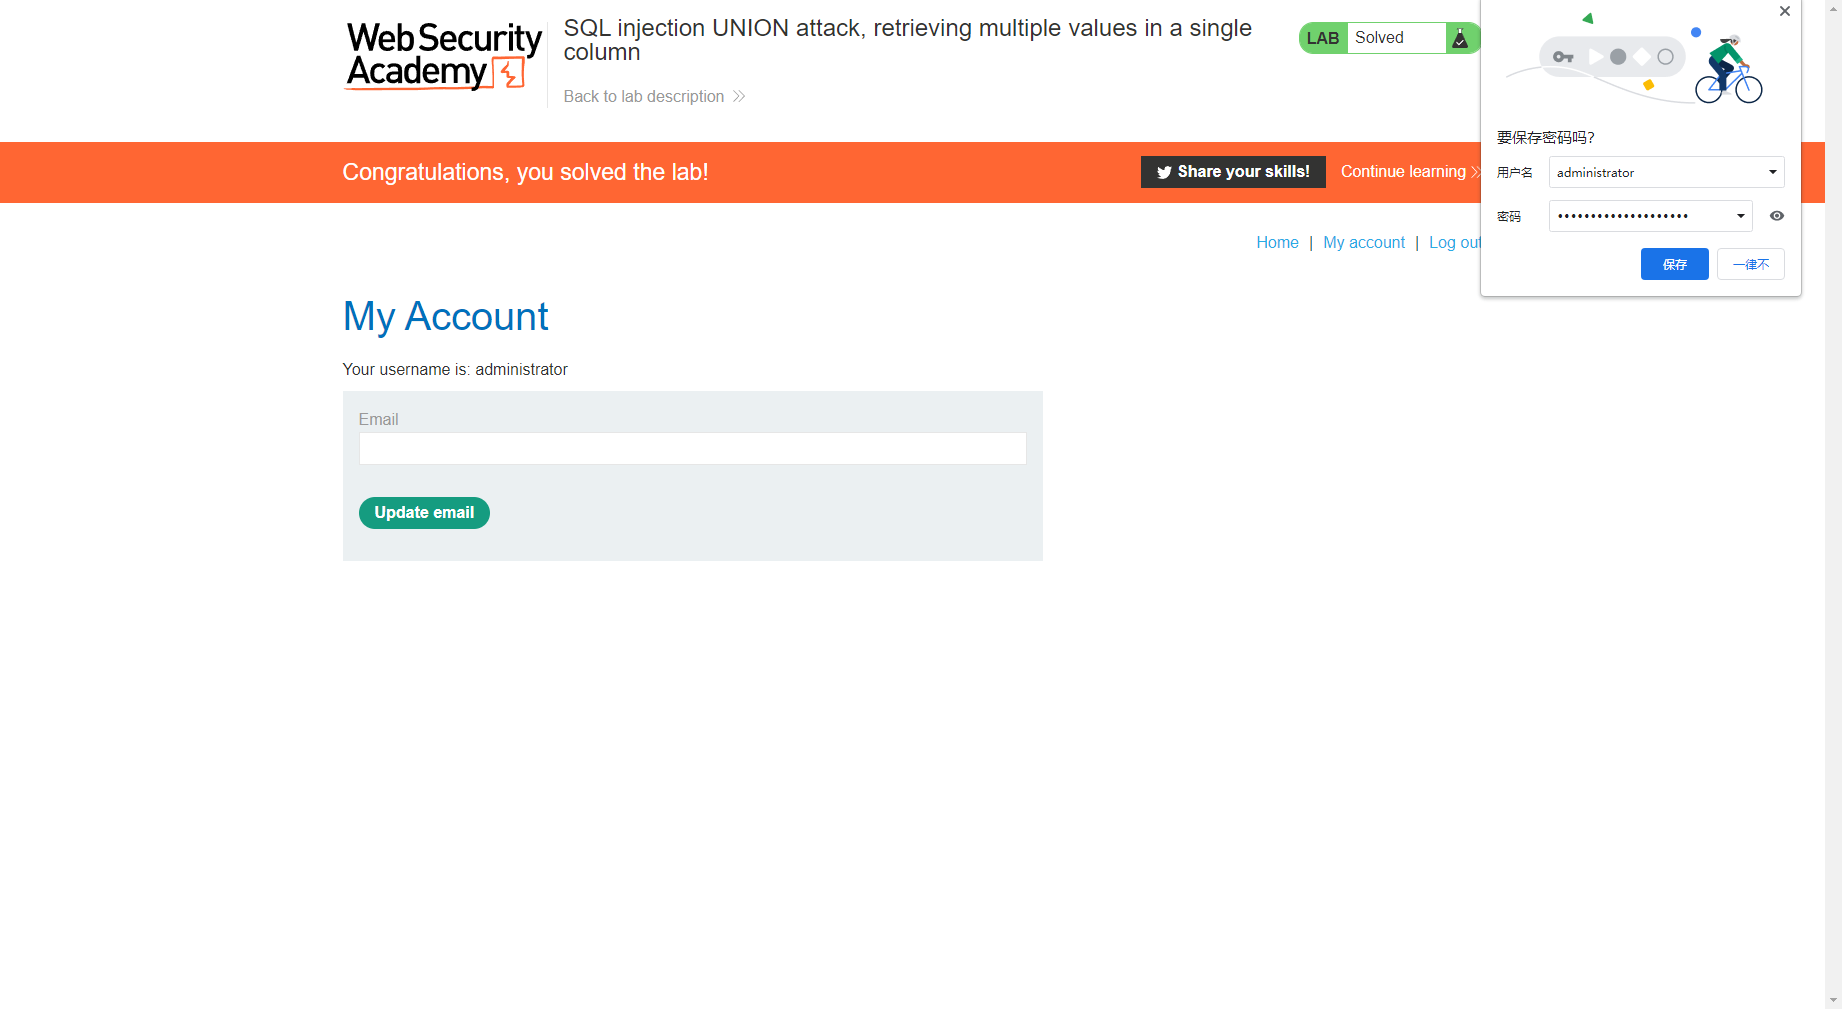 Web Security
Academy
SQL injection UNION attack, retrieving multiple values in a single
column
Back to lab description
LAB Solved
Congratulations, you solved the lab!
Share your skills!
Continue learning
Home | My account | Log out
My Account
Your username is: administrator
Email
Update email
要保存密码吗?
用户名 administrator
密码 ••••••••••••••••••••
保存 一律不